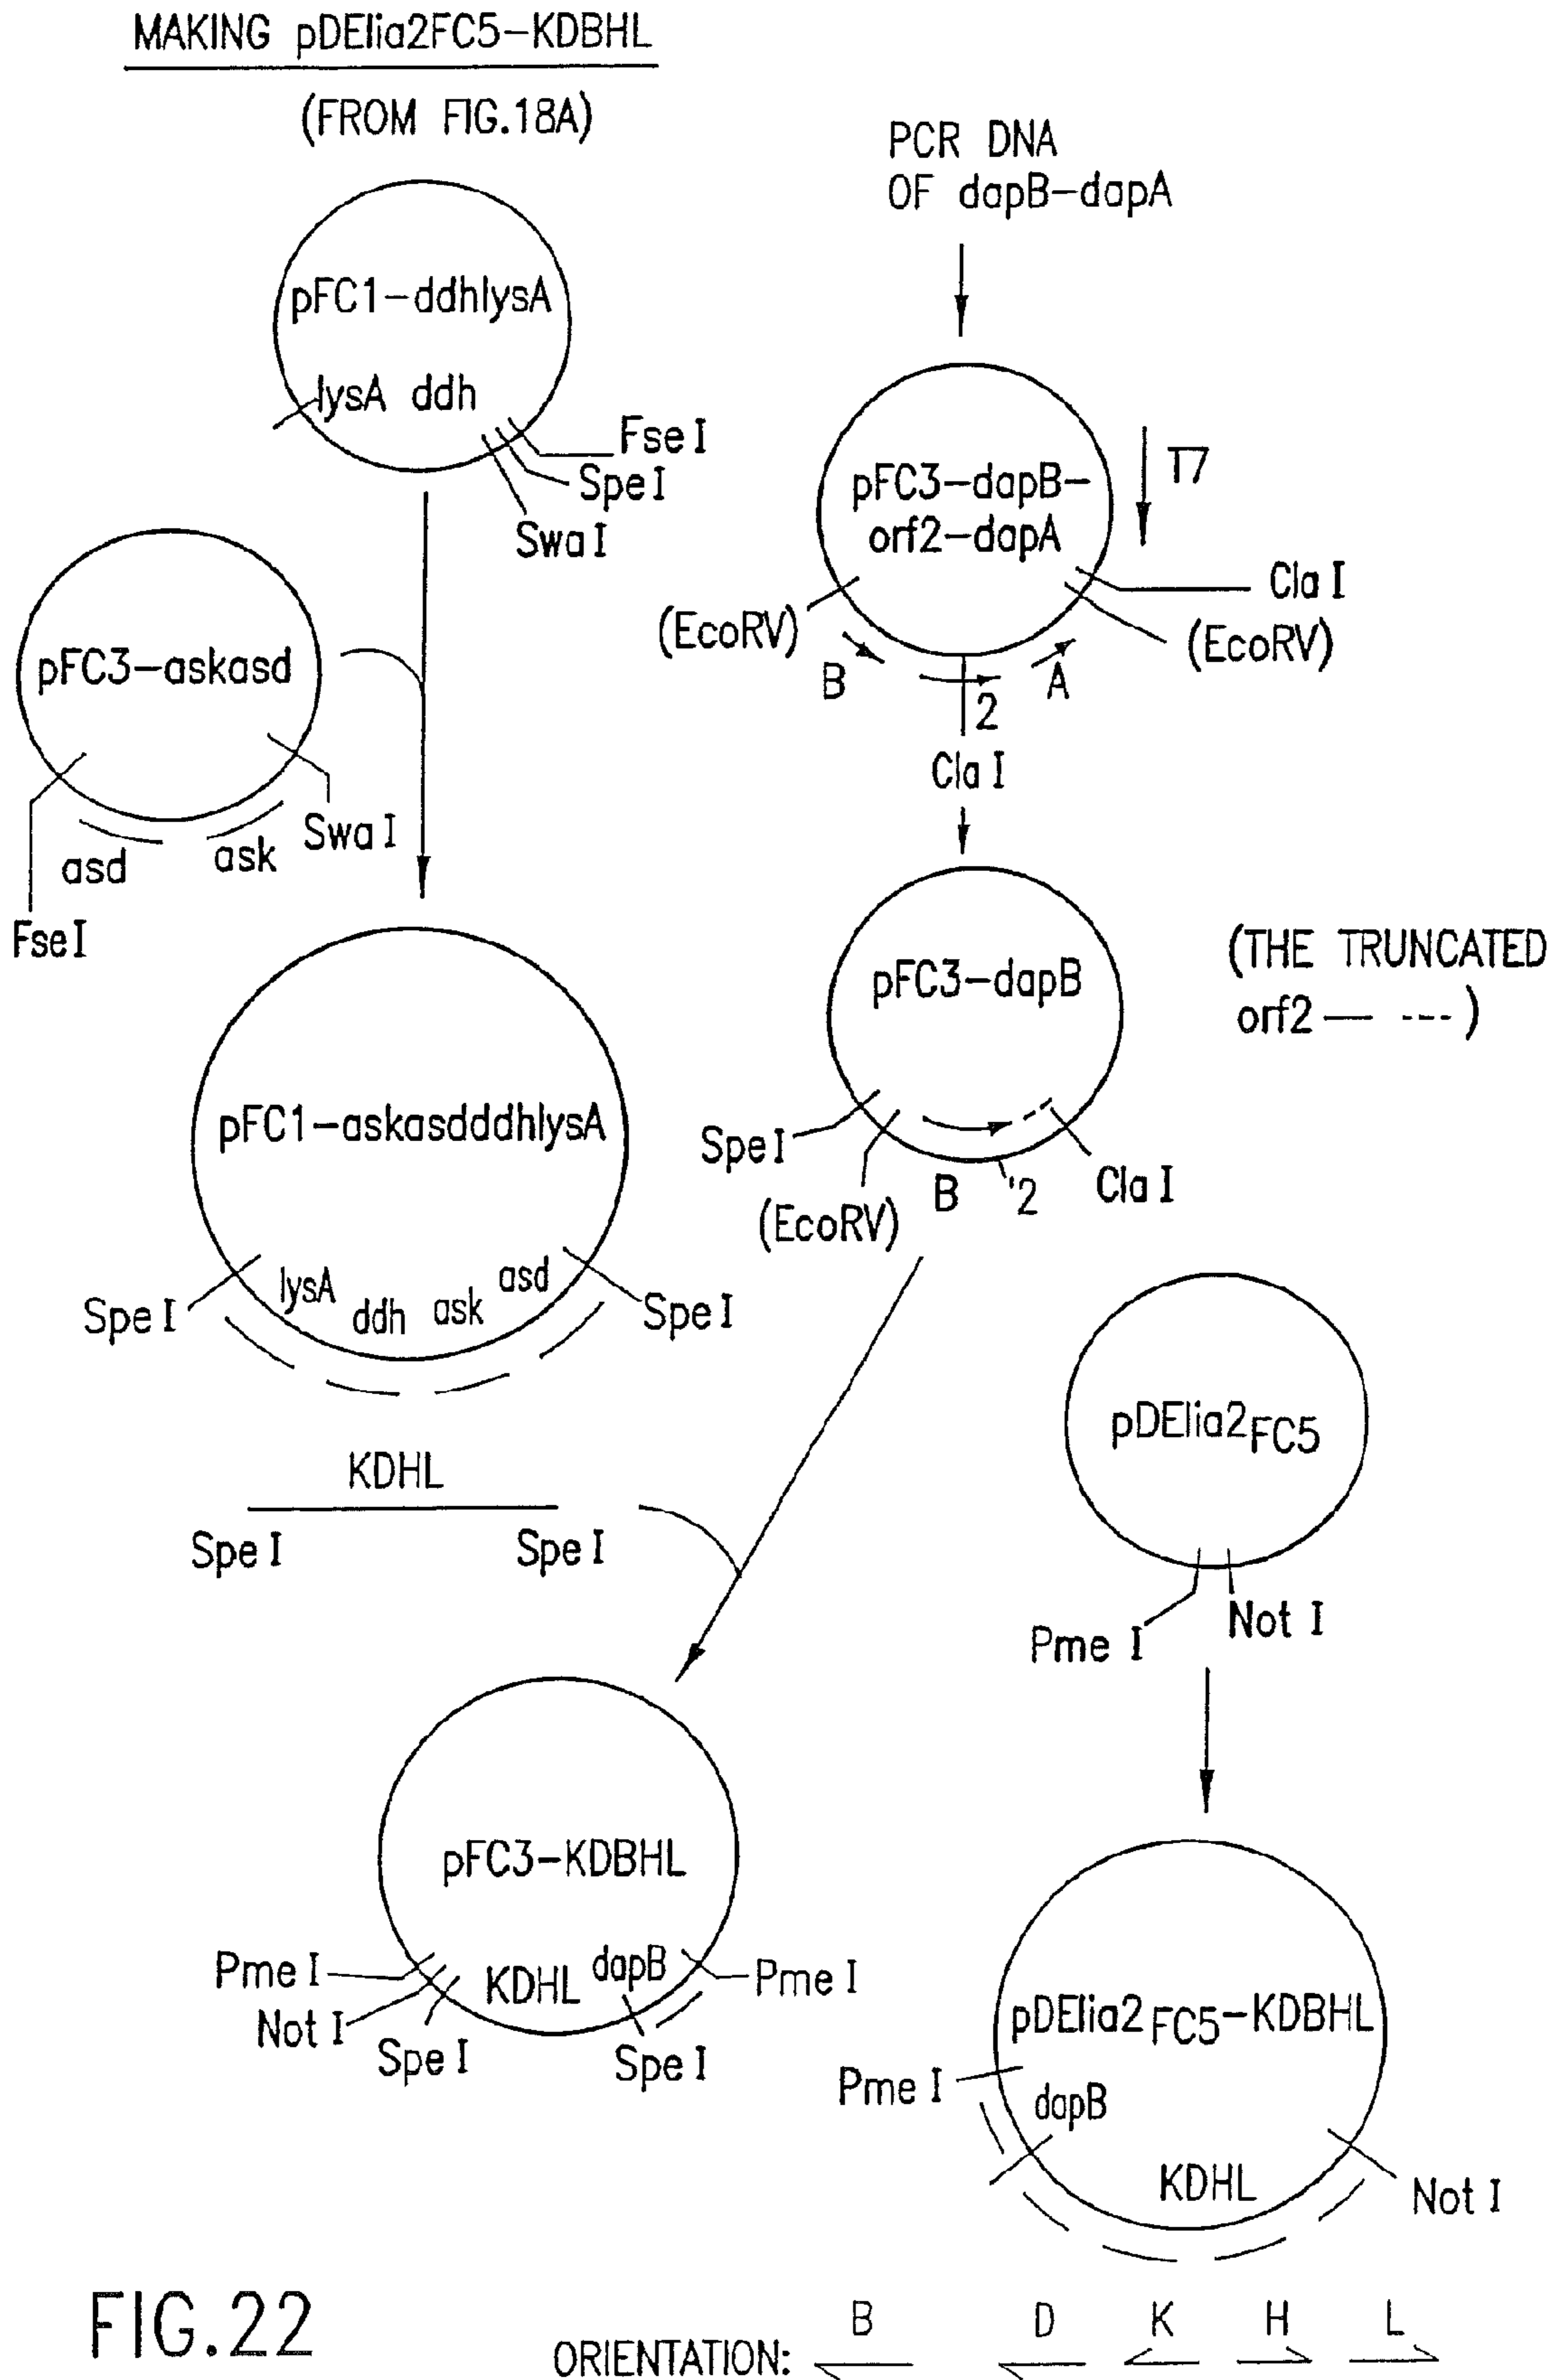 MAKING pDElia2FC5-KDBHL
(FROM FIG.18A)
PCR DNA
OF dapB-dapA
pFC1-ddhlysA
lysA ddh
FseI
SpeI
SwaI
pFC3-dapB-
orf2-dapA
T7
ClaI
(EcoRV)
(EcoRV)
B
2
A
ClaI
pFC3-askasd
SwaI
asd
ask
FseI
pFC3-dapB
(THE TRUNCATED
orf2 — ---)
SpeI
(EcoRV)
B
'2
ClaI
pFC1-askasdddhlysA
SpeI
lysA
ddh
ask
asd
SpeI
KDHL
SpeI
SpeI
pDElia2FC5
PmeI
NotI
pFC3-KDBHL
PmeI
NotI
SpeI
KDHL
dapB
PmeI
SpeI
pDElia2FC5-KDBHL
PmeI
dapB
KDHL
NotI
FIG.22
ORIENTATION:
B D K H L